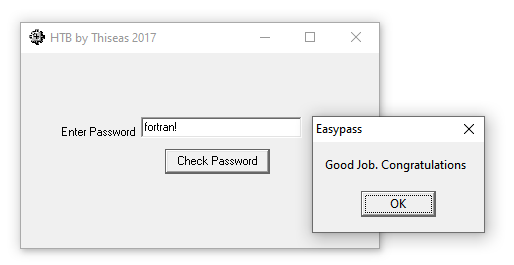 HTB by Thiseas 2017
Enter Password
fortran!
Check Password
Easypass
Good Job. Congratulations
OK